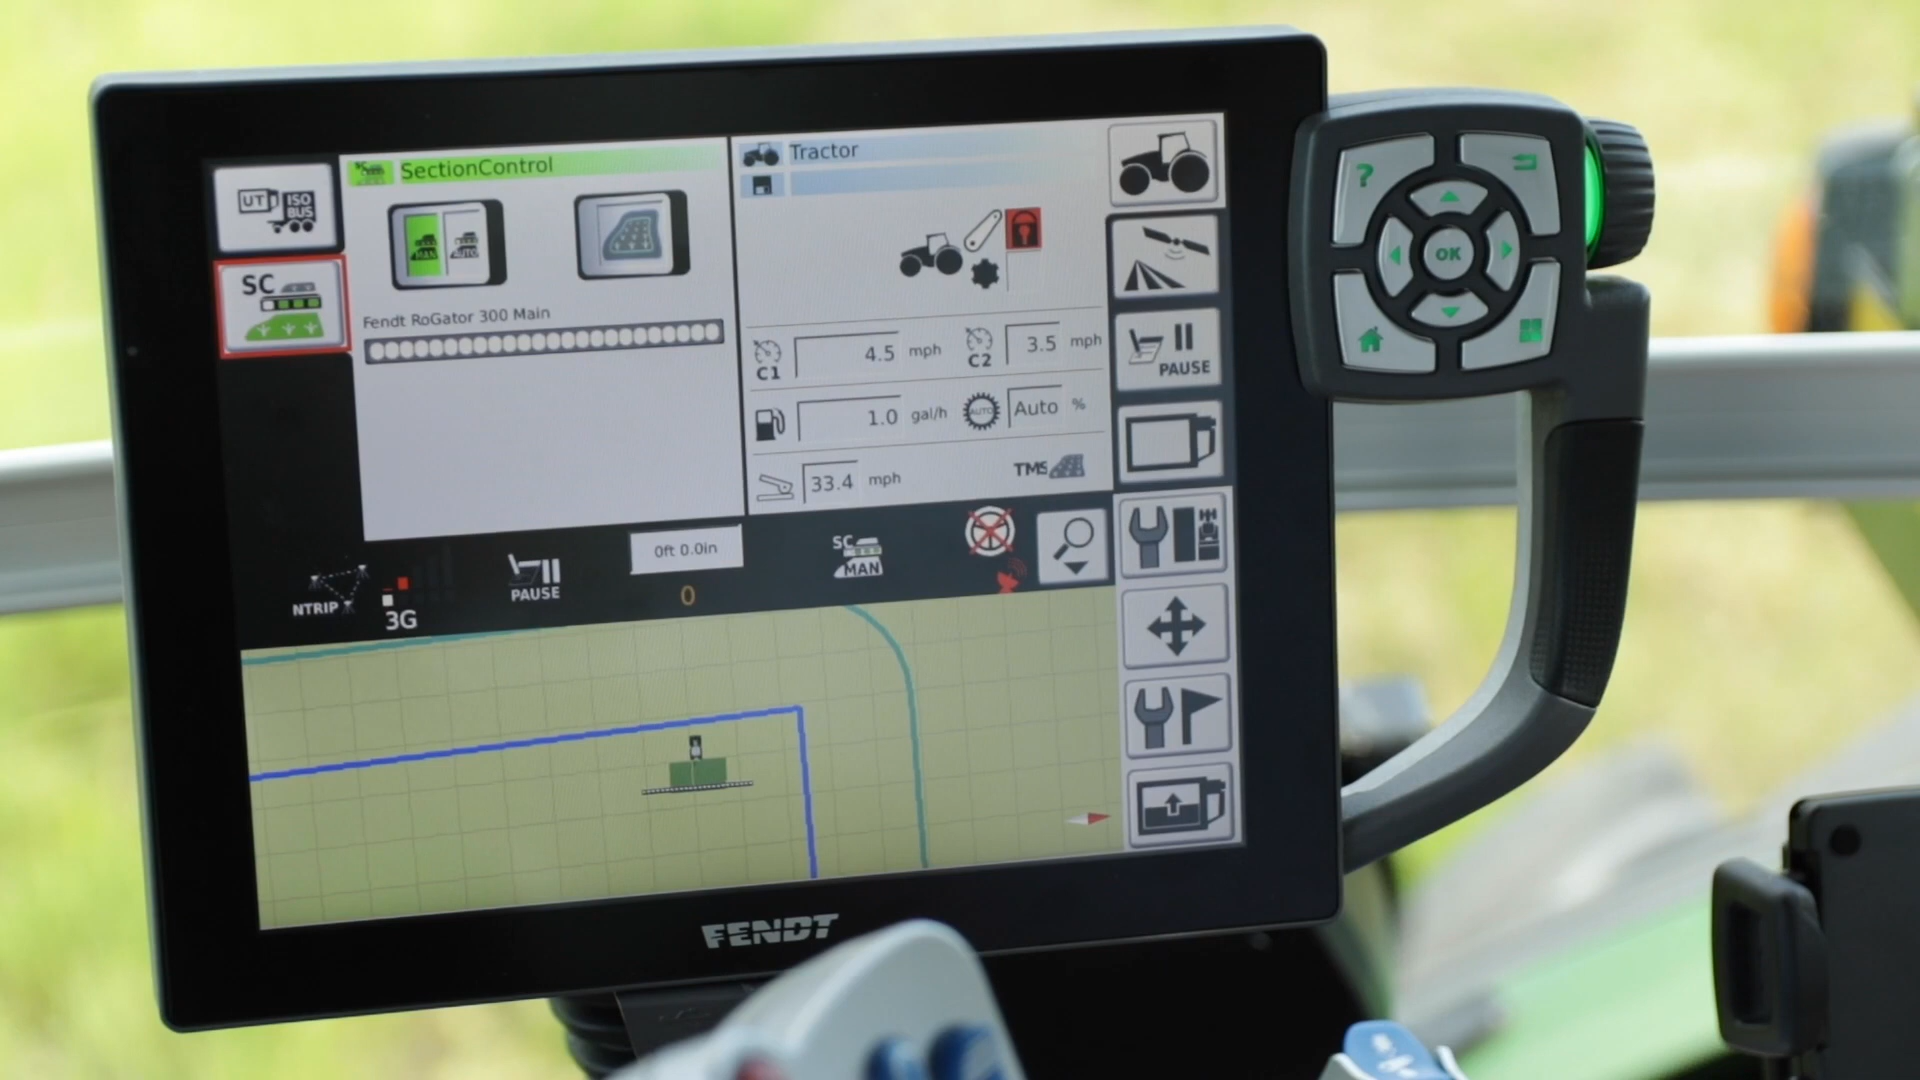 UT ISO BUS
SC
SectionControl
MAN AUTO
Fendt RoGator 300 Main
Tractor
C1 4.5 mph C2 3.5 mph
1.0 gal/h AUTO Auto %
33.4 mph TMS
PAUSE
NTRIP 3G PAUSE 0ft 0.0in 0 SC MAN
FENDT
? OK